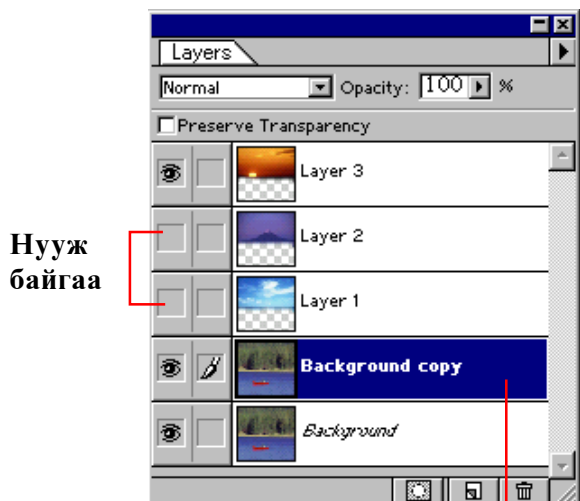 Layers
Normal Opacity: 100 %
Preserve Transparency
Layer 3
Нууж
байгаа
Layer 2
Layer 1
Background copy
Background